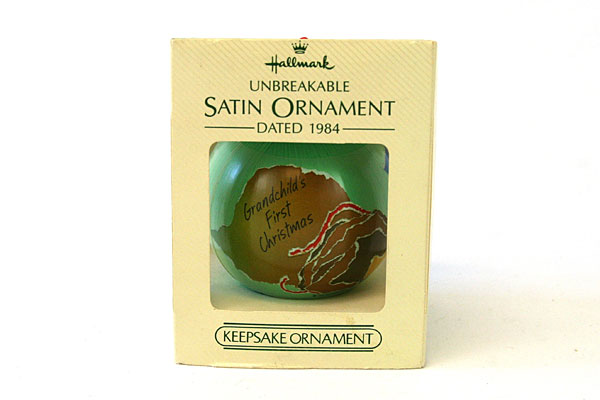 Hallmark
UNBREAKABLE
SATIN ORNAMENT
DATED 1984
Grandchild's
First
Christmas
KEEPSAKE ORNAMENT